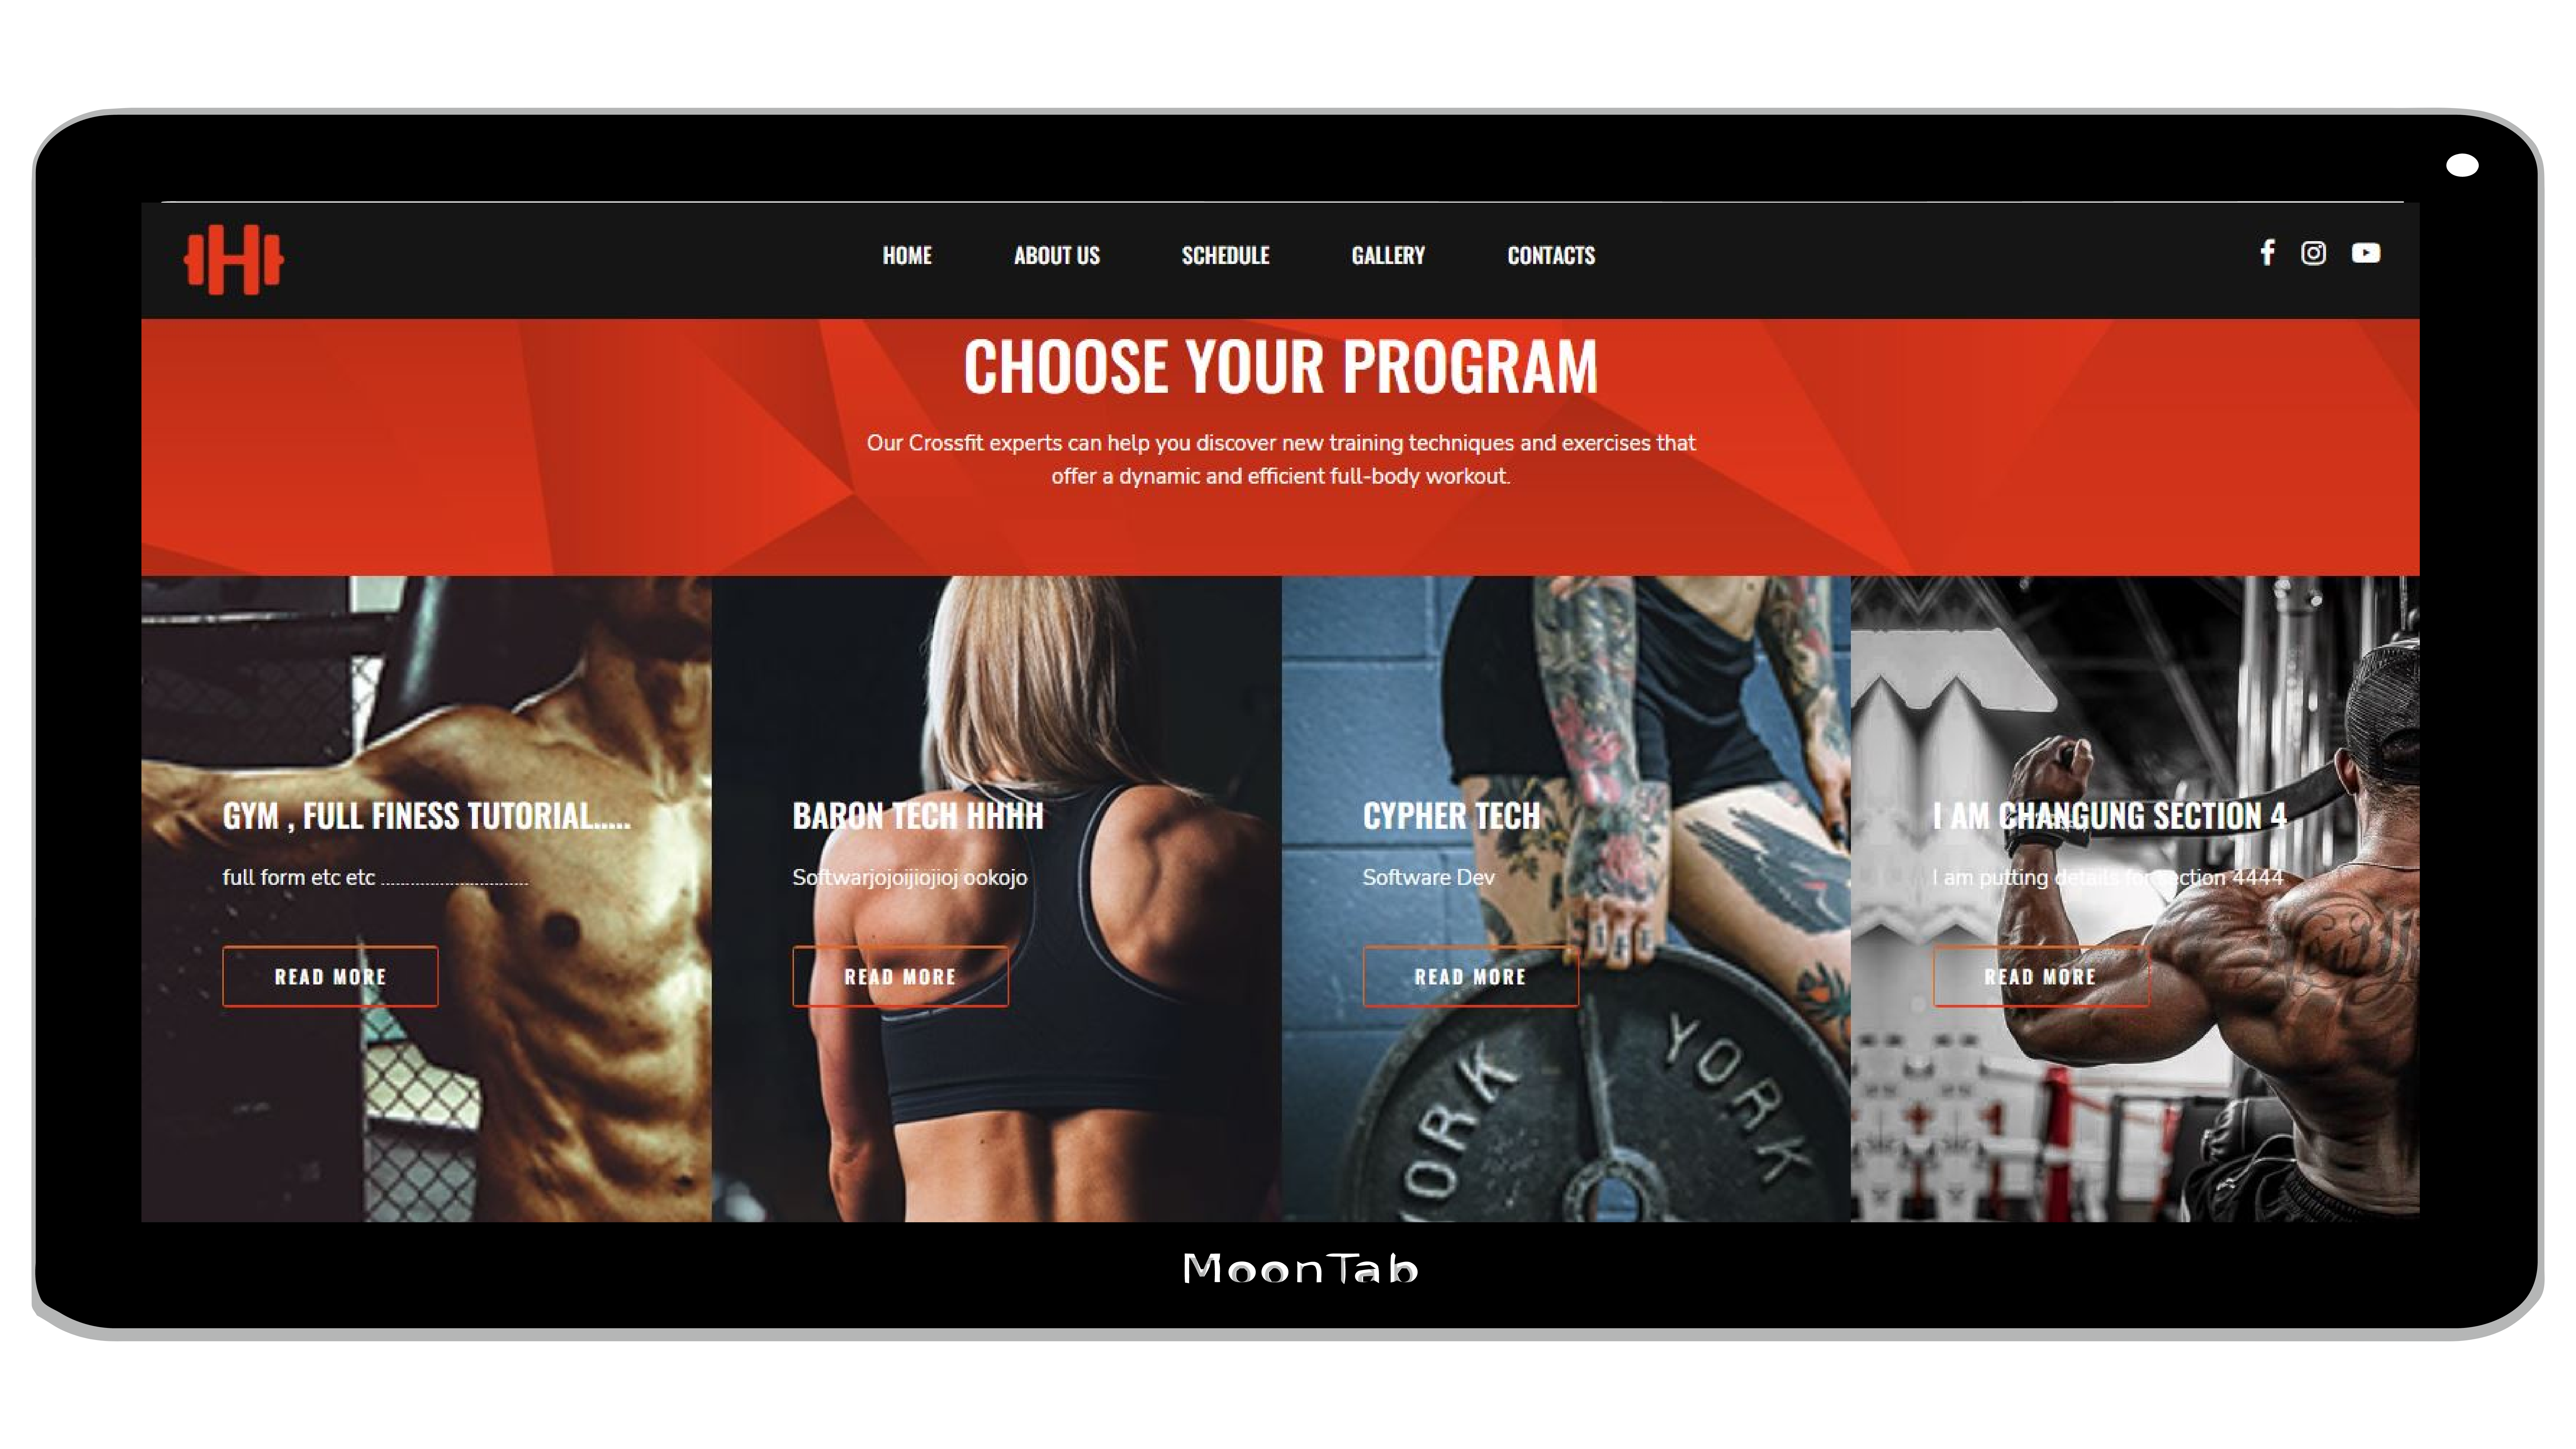 HOME ABOUT US SCHEDULE GALLERY CONTACTS
CHOOSE YOUR PROGRAM
Our Crossfit experts can help you discover new training techniques and exercises that
offer a dynamic and efficient full-body workout.
GYM , FULL FINESS TUTORIAL.....
full form etc etc ..............................
READ MORE
BARON TECH HHHH
Softwarjojoijiojioj ookojo
READ MORE
CYPHER TECH
Software Dev
READ MORE
YORK
YORK
I AM CHANGUNG SECTION 4
I am putting details for section 4444
READ MORE
MoonTab